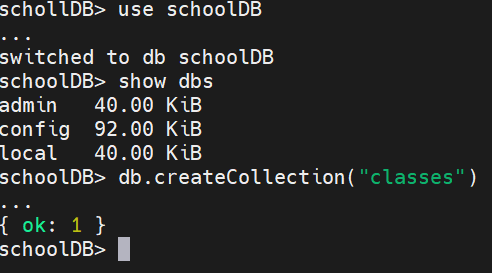 schollDB> use schoolDB
...
switched to db schoolDB
schoolDB> show dbs
admin   40.00 KiB
config  92.00 KiB
local   40.00 KiB
schoolDB> db.createCollection("classes")
...
{ ok: 1 }
schoolDB>